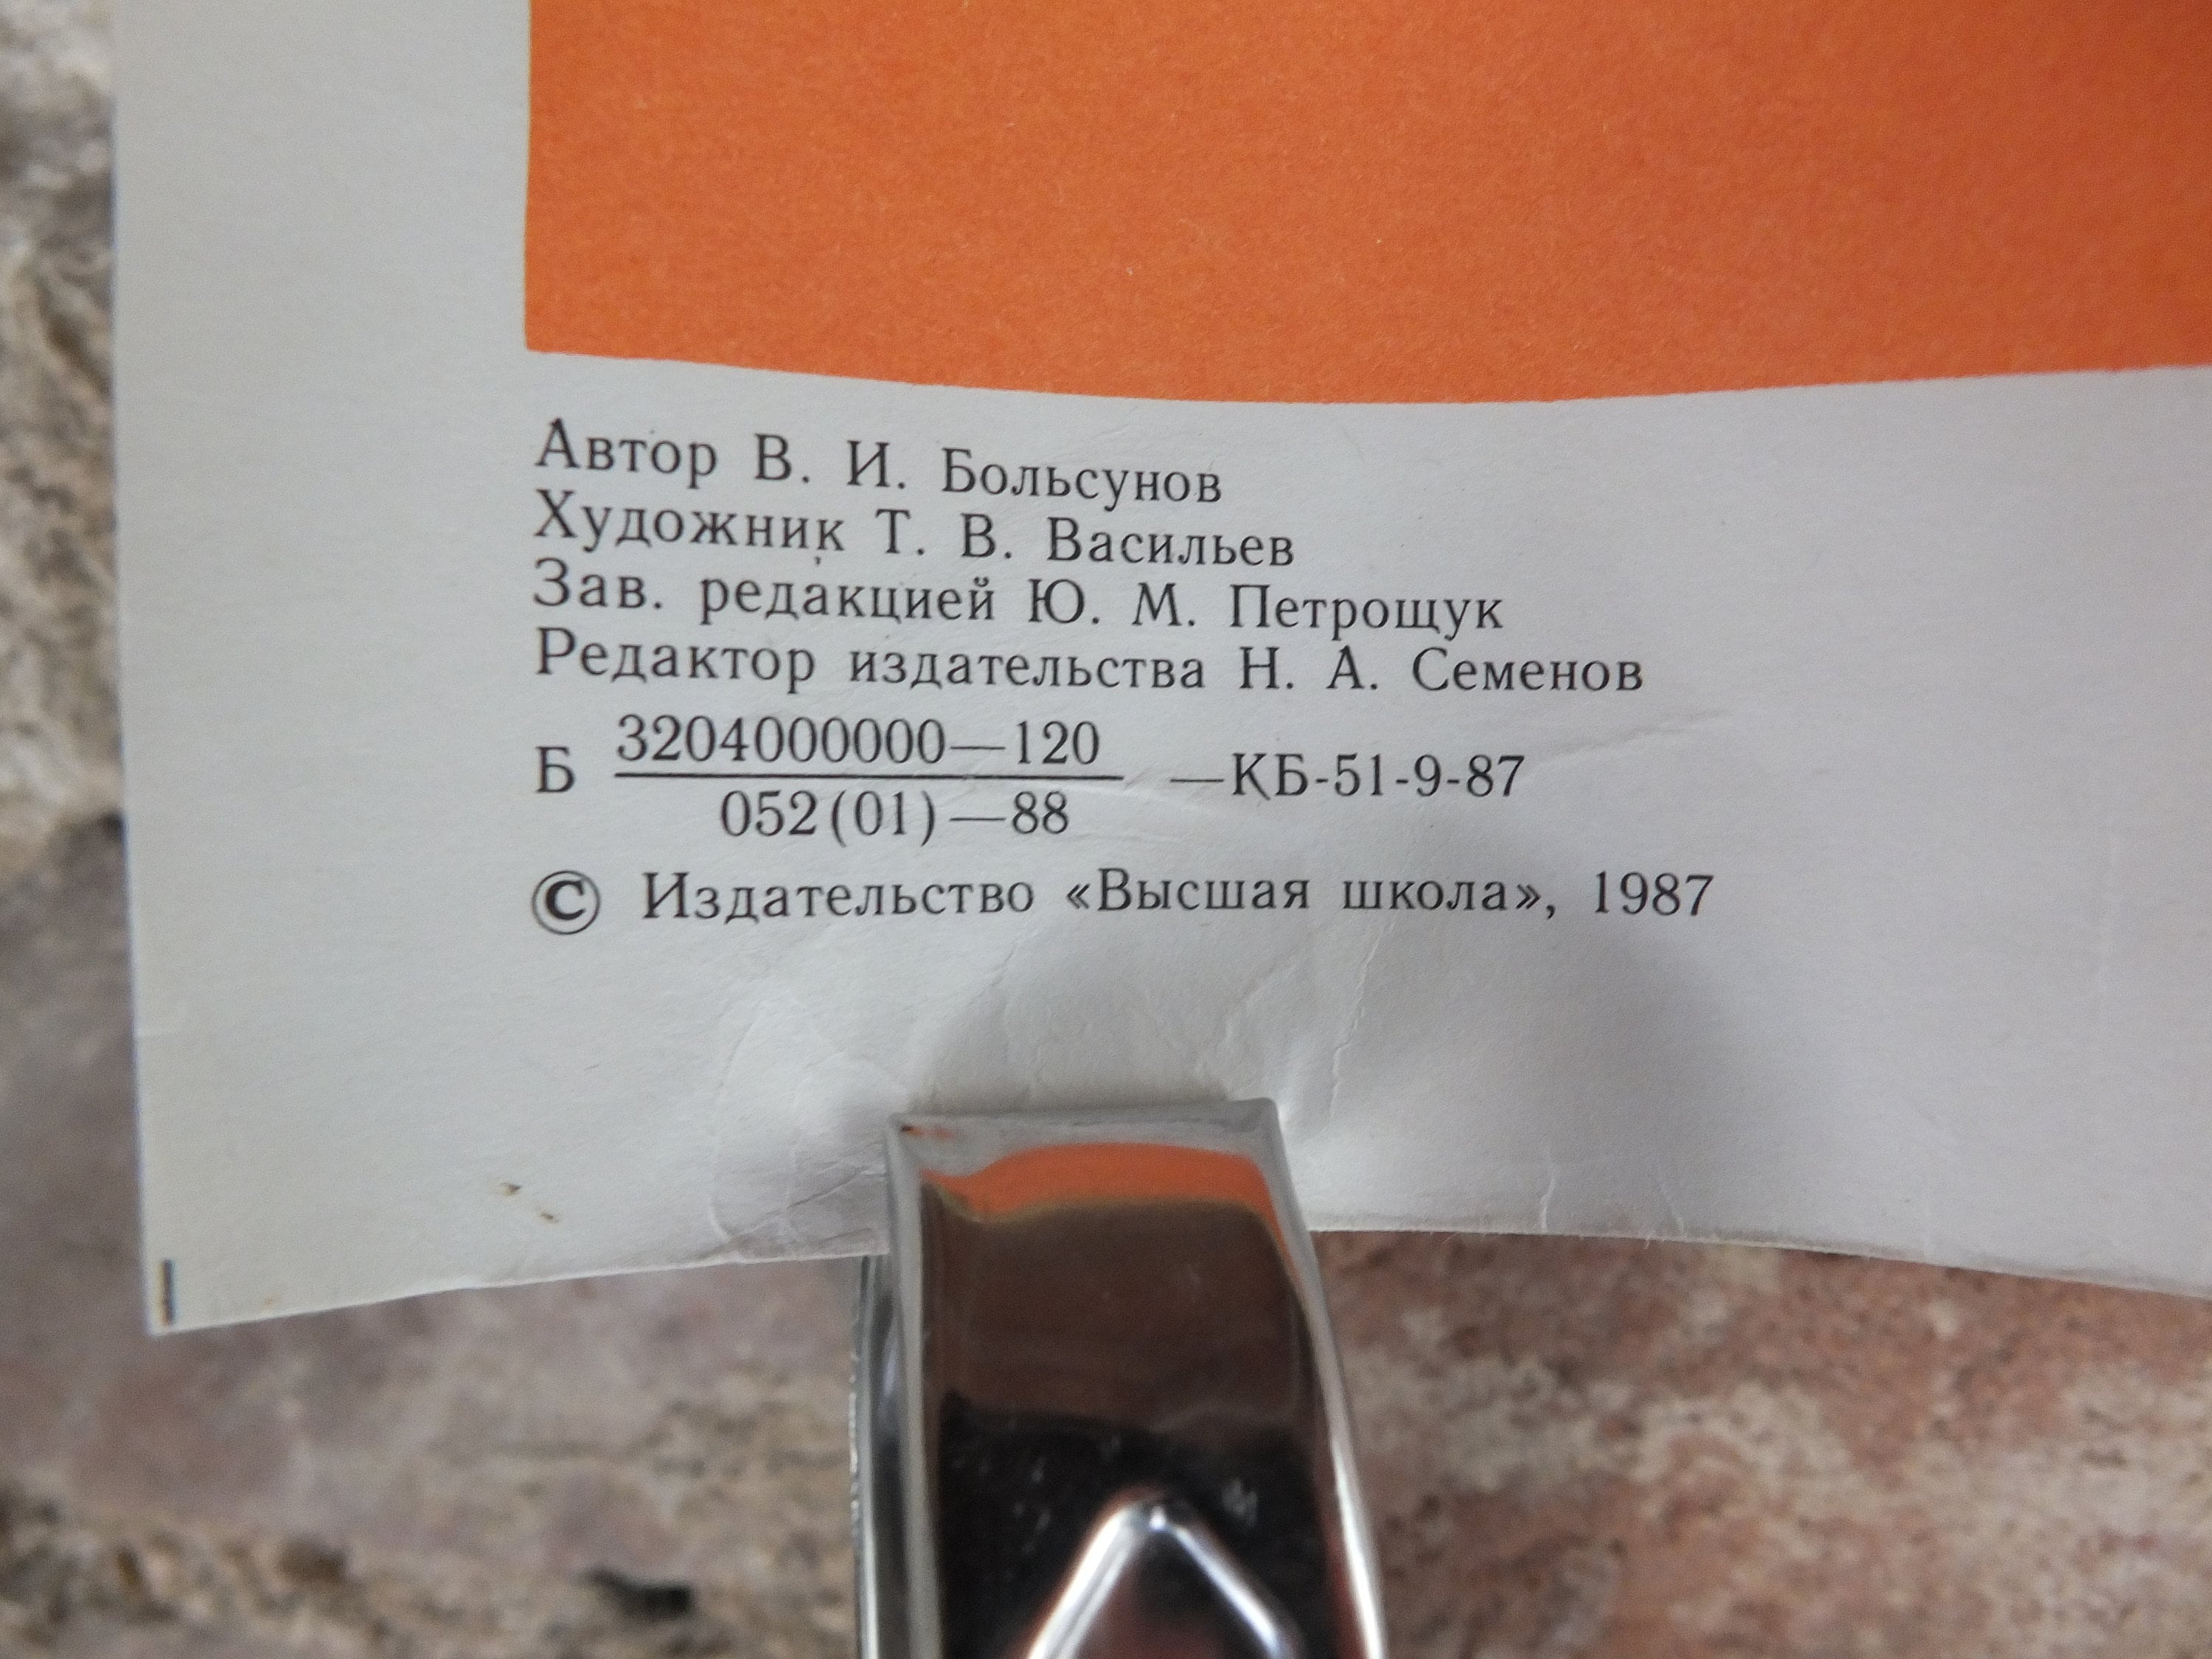 Автор В. И. Больсунов
Художник Т. В. Васильев
Зав. редакцией Ю. М. Петрощук
Редактор издательства Н. А. Семенов
Б 3204000000—120
052(01)—88 —КБ-51-9-87
© Издательство «Высшая школа», 1987